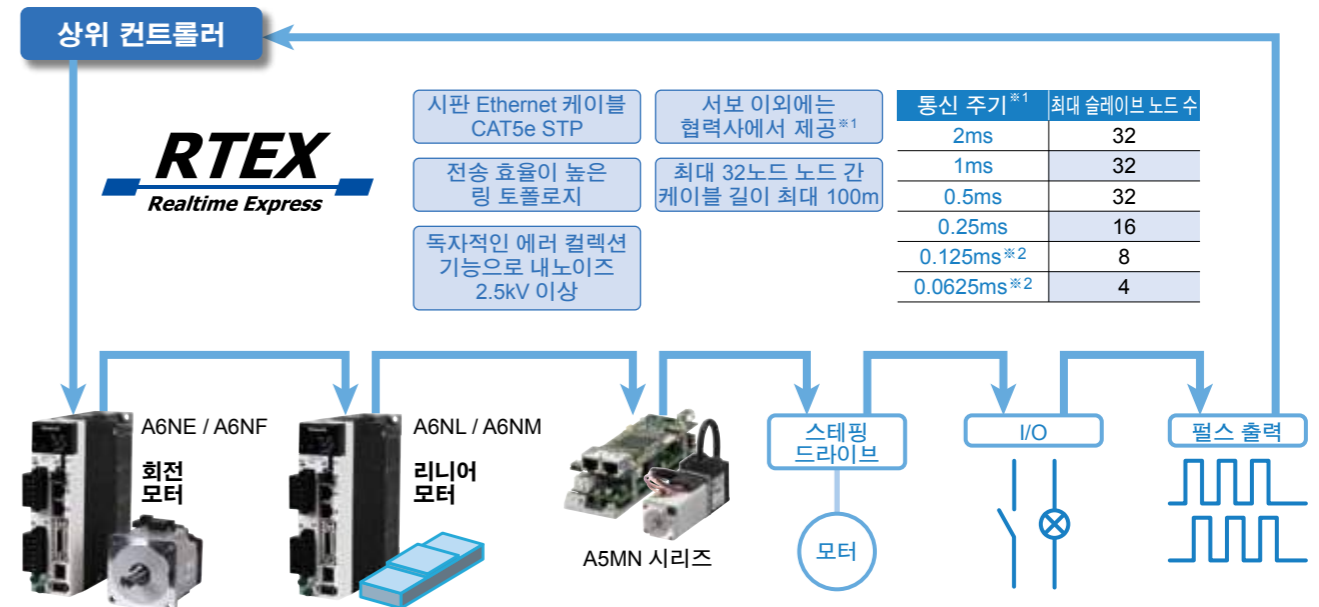 상위 컨트롤러
RTEX
Realtime Express
시판 Ethernet 케이블
CAT5e STP
서보 이외에는
협력사에서 제공※1
전송 효율이 높은
링 토폴로지
최대 32노드 노드 간
케이블 길이 최대 100m
독자적인 에러 컬렉션
기능으로 내노이즈
2.5kV 이상
통신 주기※1 최대 슬레이브 노드 수
2ms 32
1ms 32
0.5ms 32
0.25ms 16
0.125ms※2 8
0.0625ms※2 4
A6NE / A6NF
회전
모터
A6NL / A6NM
리니어
모터
A5MN 시리즈
스테핑
드라이브
모터
I/O
펄스 출력